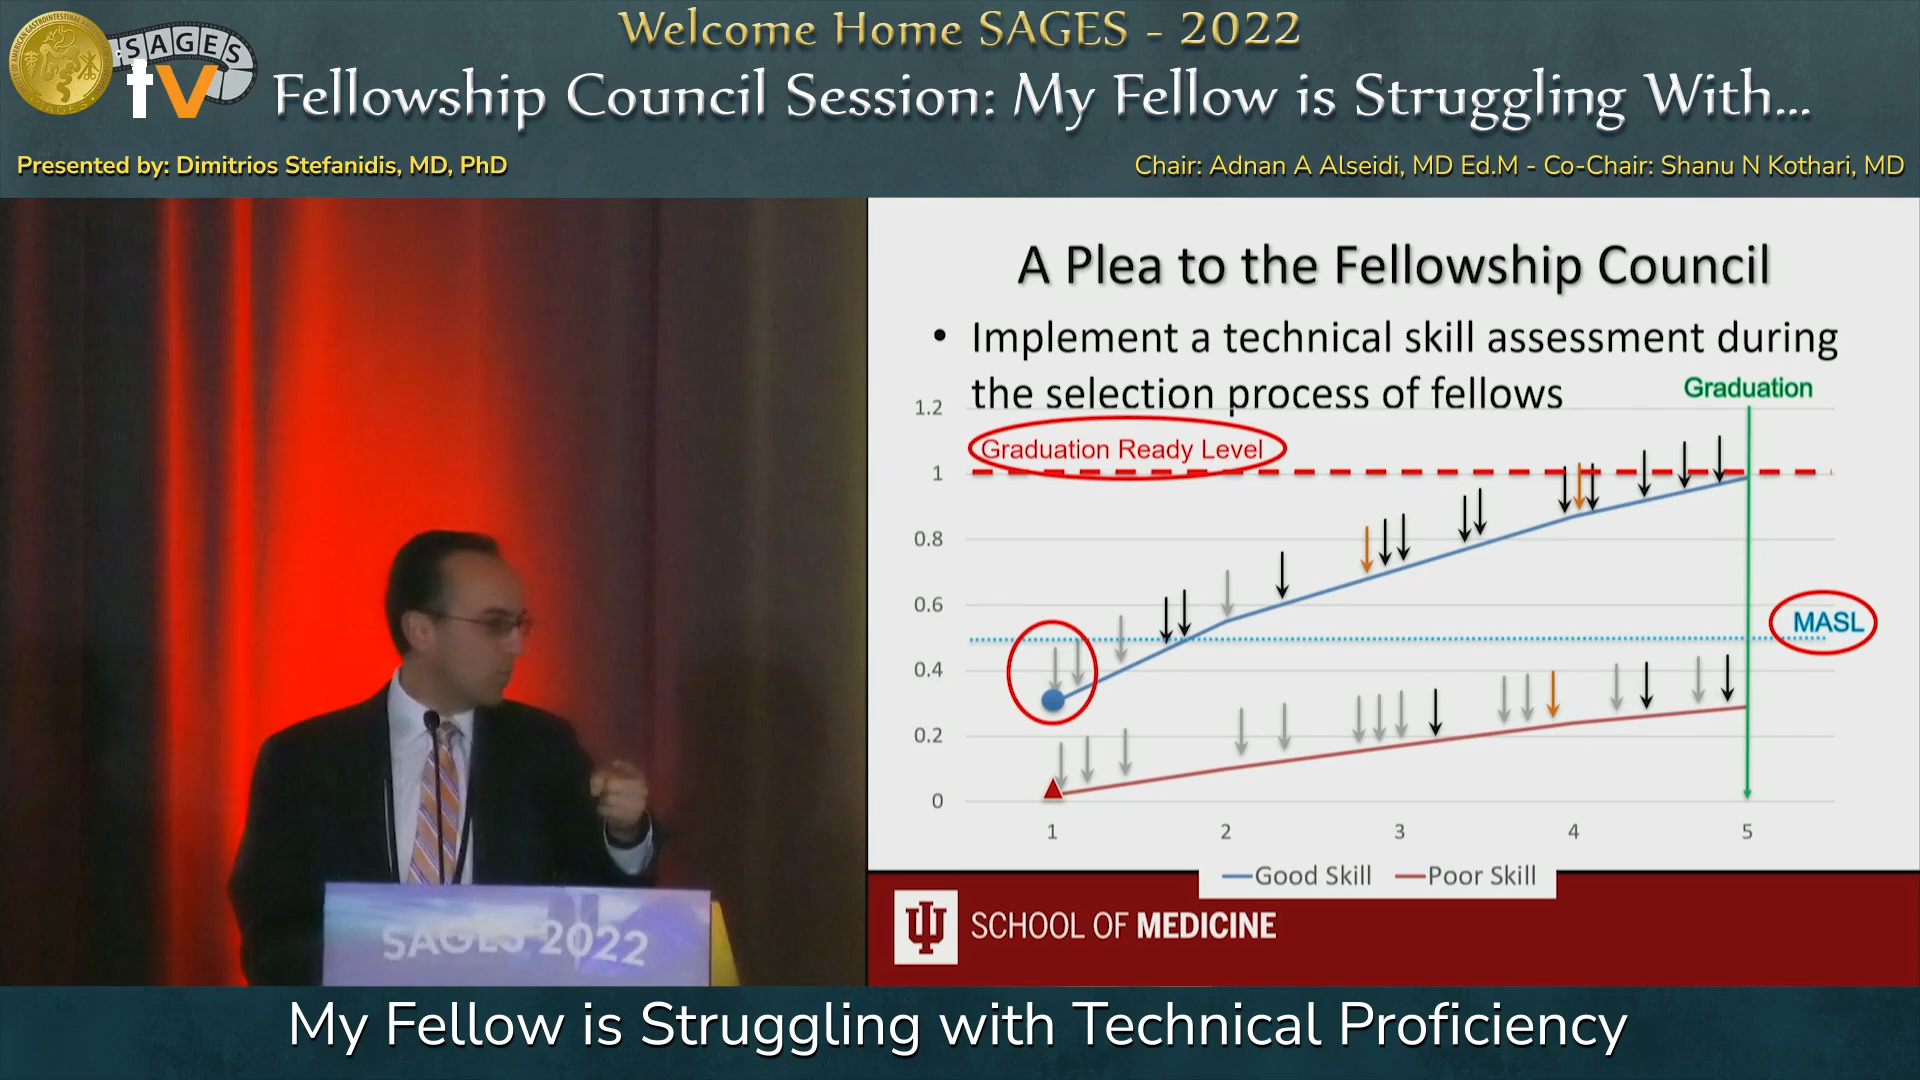 SAGES
tv
Welcome Home SAGES - 2022
Fellowship Council Session: My Fellow is Struggling With...
Presented by: Dimitrios Stefanidis, MD, PhD
Chair: Adnan A Alseidi, MD Ed.M - Co-Chair: Shanu N Kothari, MD
A Plea to the Fellowship Council
• Implement a technical skill assessment during
the selection process of fellows
Graduation
1.2
Graduation Ready Level
1
0.8
0.6
MASL
0.4
0.2
0
1 2 3 4 5
Good Skill Poor Skill
SCHOOL OF MEDICINE
SAGES 2022
My Fellow is Struggling with Technical Proficiency